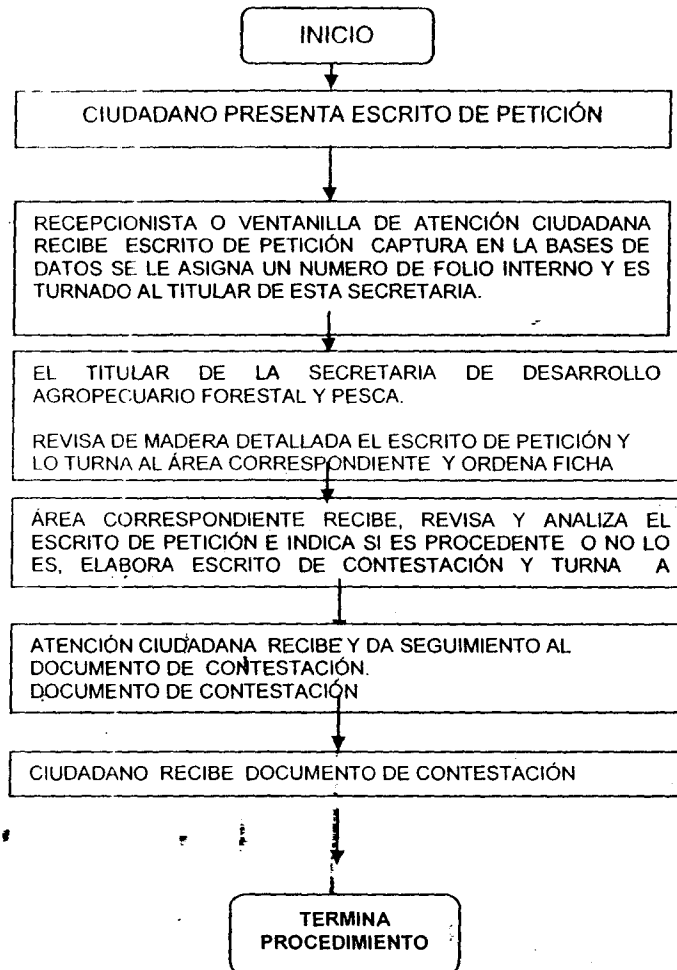 INICIO
CIUDADANO PRESENTA ESCRITO DE PETICIÓN
RECEPCIONISTA O VENTANILLA DE ATENCIÓN CIUDADANA
RECIBE ESCRITO DE PETICIÓN CAPTURA EN LA BASES DE
DATOS SE LE ASIGNA UN NUMERO DE FOLIO INTERNO Y ES
TURNADO AL TITULAR DE ESTA SECRETARIA.
EL TITULAR DE LA SECRETARIA DE DESARROLLO
AGROPECUARIO FORESTAL Y PESCA.
REVISA DE MADERA DETALLADA EL ESCRITO DE PETICIÓN Y
LO TURNA AL ÁREA CORRESPONDIENTE Y ORDENA FICHA
ÁREA CORRESPONDIENTE RECIBE, REVISA Y ANALIZA EL
ESCRITO DE PETICIÓN E INDICA SI ES PROCEDENTE O NO LO
ES, ELABORA ESCRITO DE CONTESTACIÓN Y TURNA A
ATENCIÓN CIUDADANA RECIBE Y DA SEGUIMIENTO AL
DOCUMENTO DE CONTESTACIÓN.
DOCUMENTO DE CONTESTACIÓN
CIUDADANO RECIBE DOCUMENTO DE CONTESTACIÓN
TERMINA
PROCEDIMIENTO